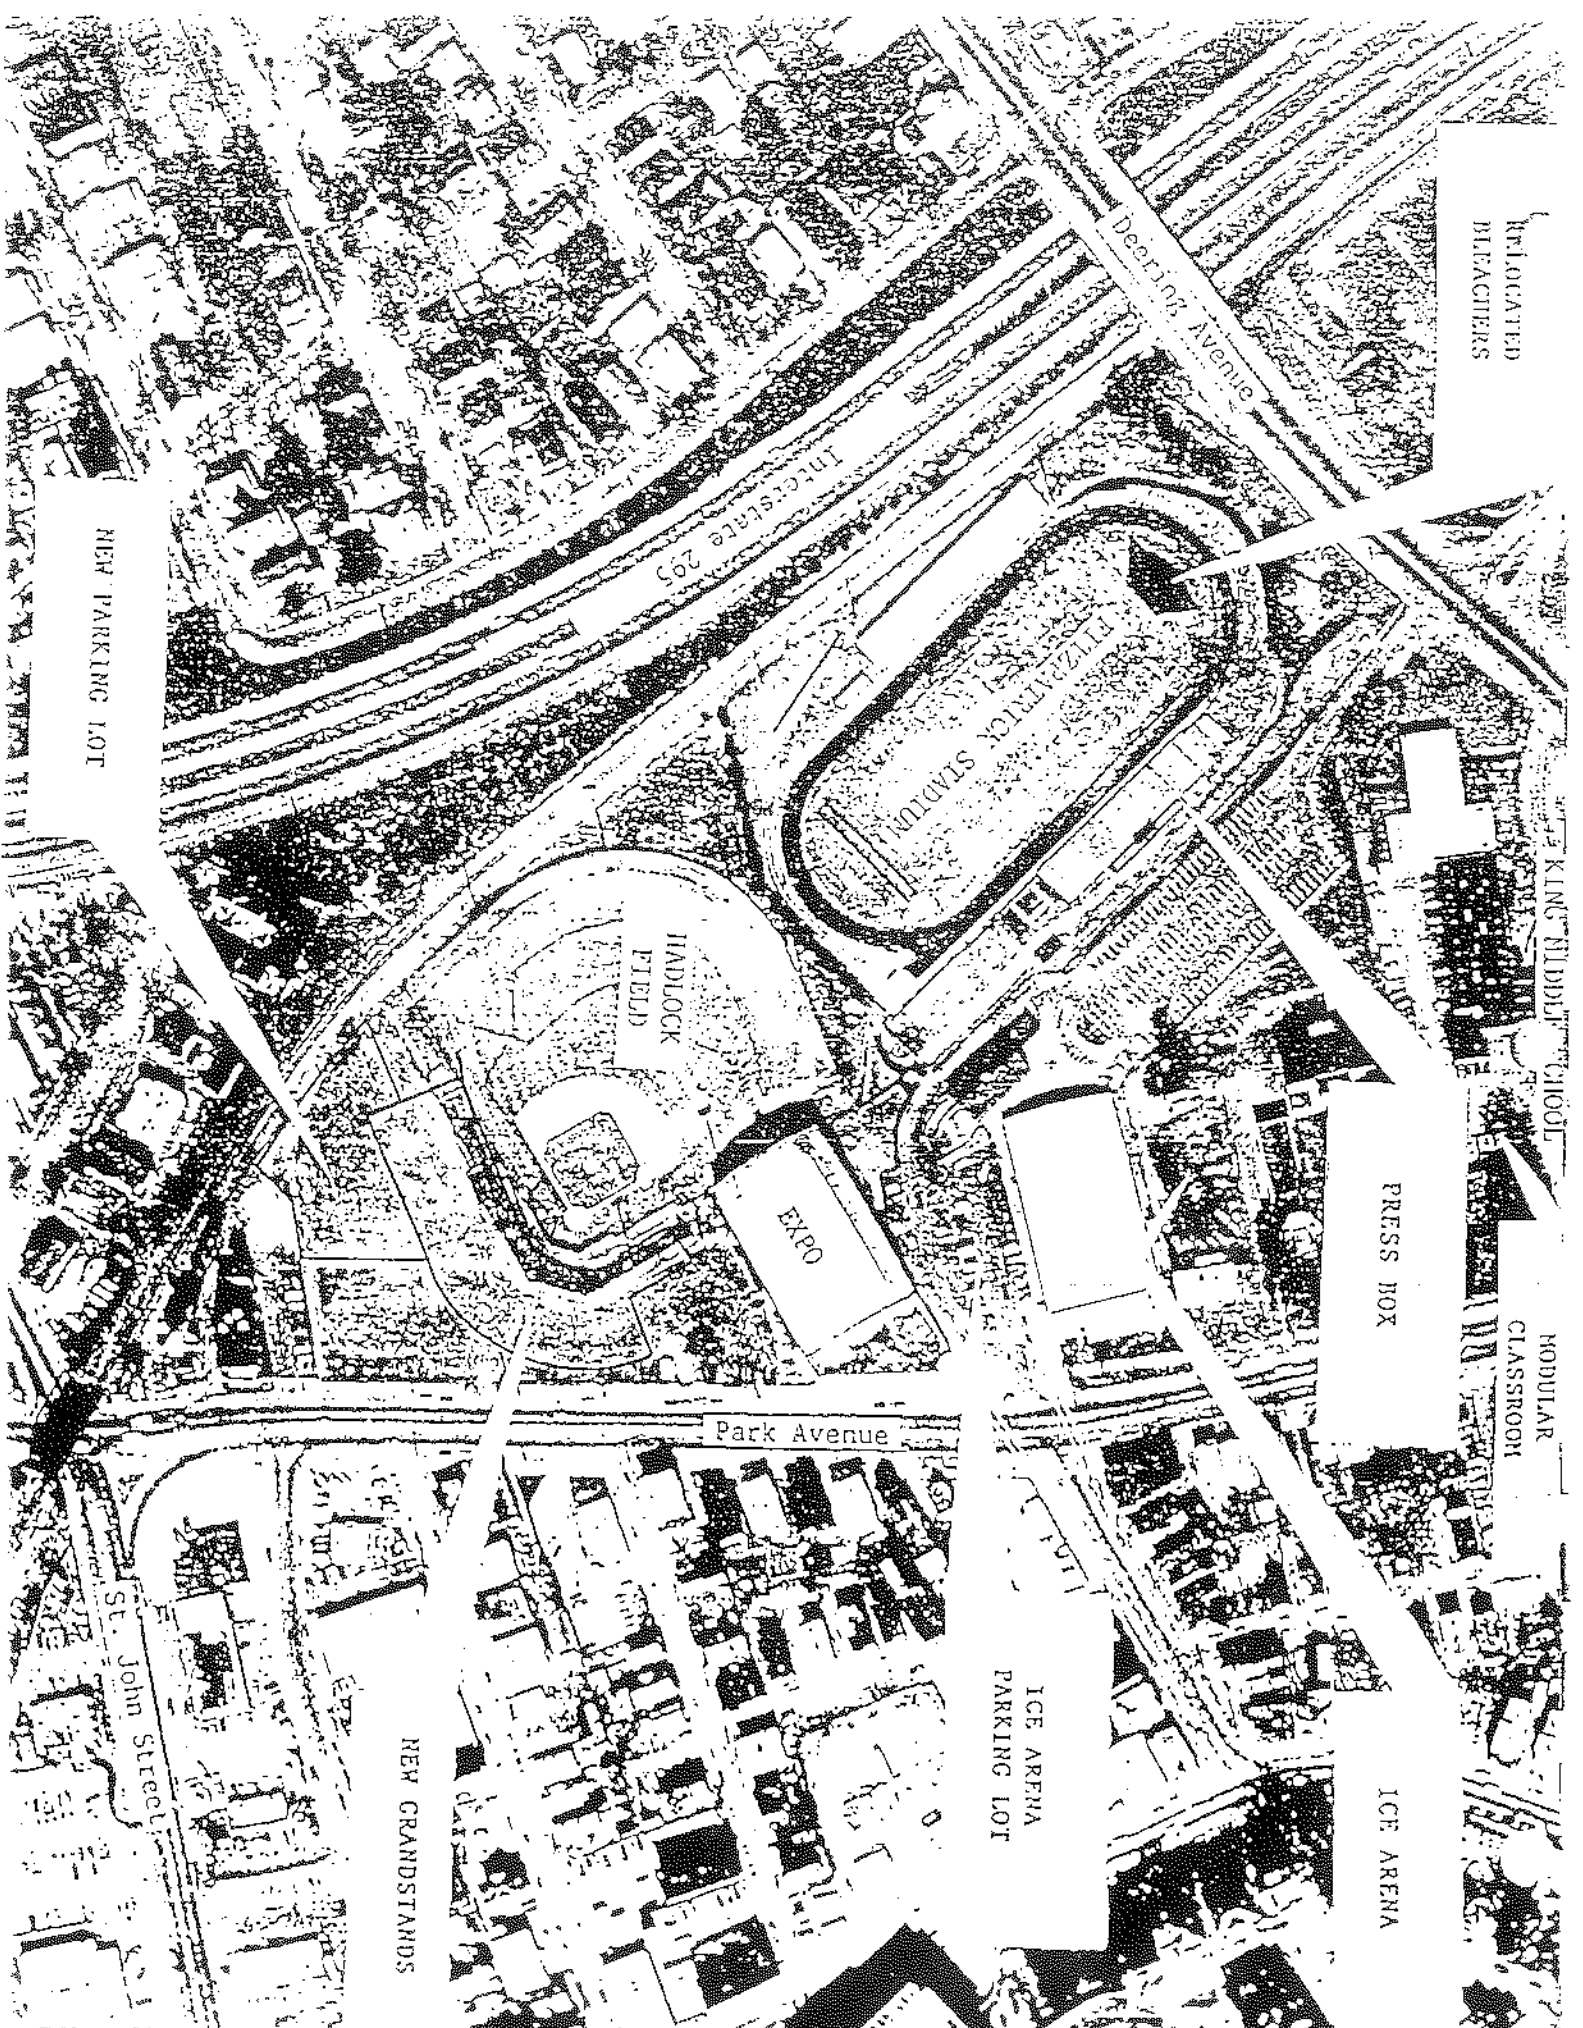 RELOCATED
BLEACHERS
Deering Avenue
Interstate 295
NEW PARKING LOT
FITZPATRICK STADIUM
KING MIDDLE SCHOOL
HADLOCK
FIELD
EXPO
PRESS BOX
MODULAR
CLASSROOM
Park Avenue
St. John Street
NEW GRANDSTANDS
ICE ARENA
PARKING LOT
ICE ARENA